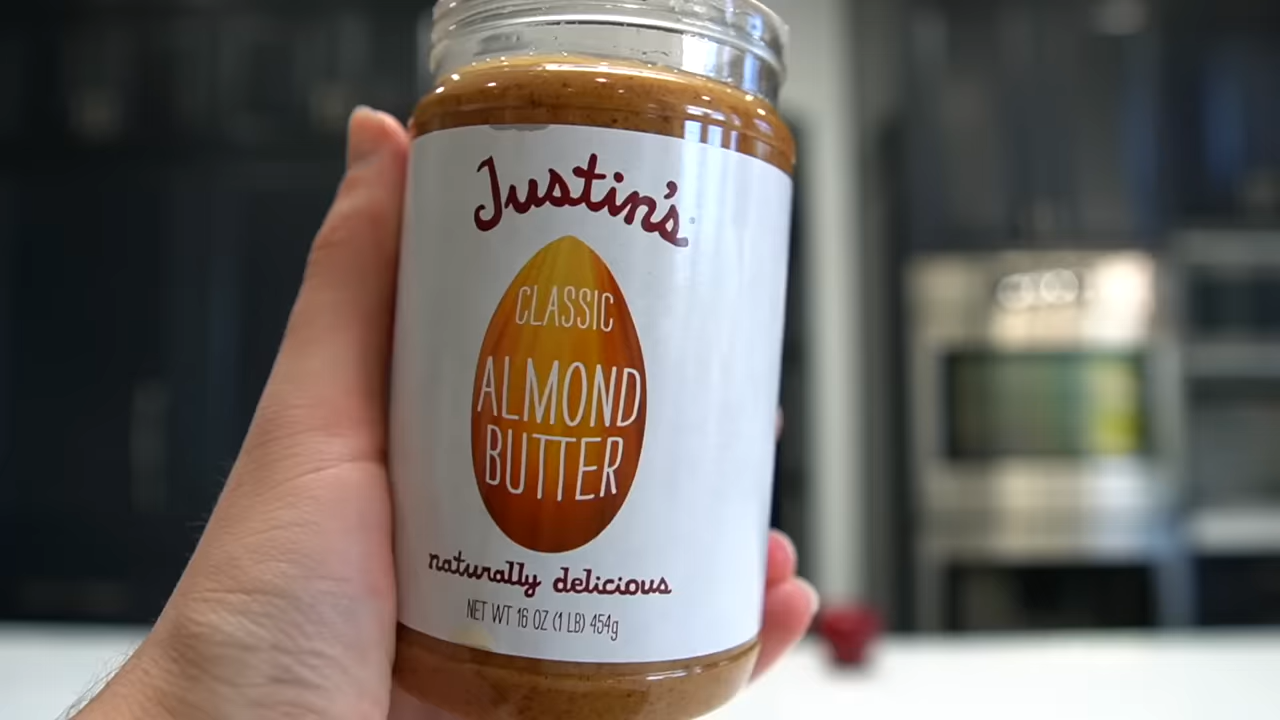 Justin's®
CLASSIC
ALMOND
BUTTER
naturally delicious
NET WT 16 OZ (1 LB) 454g